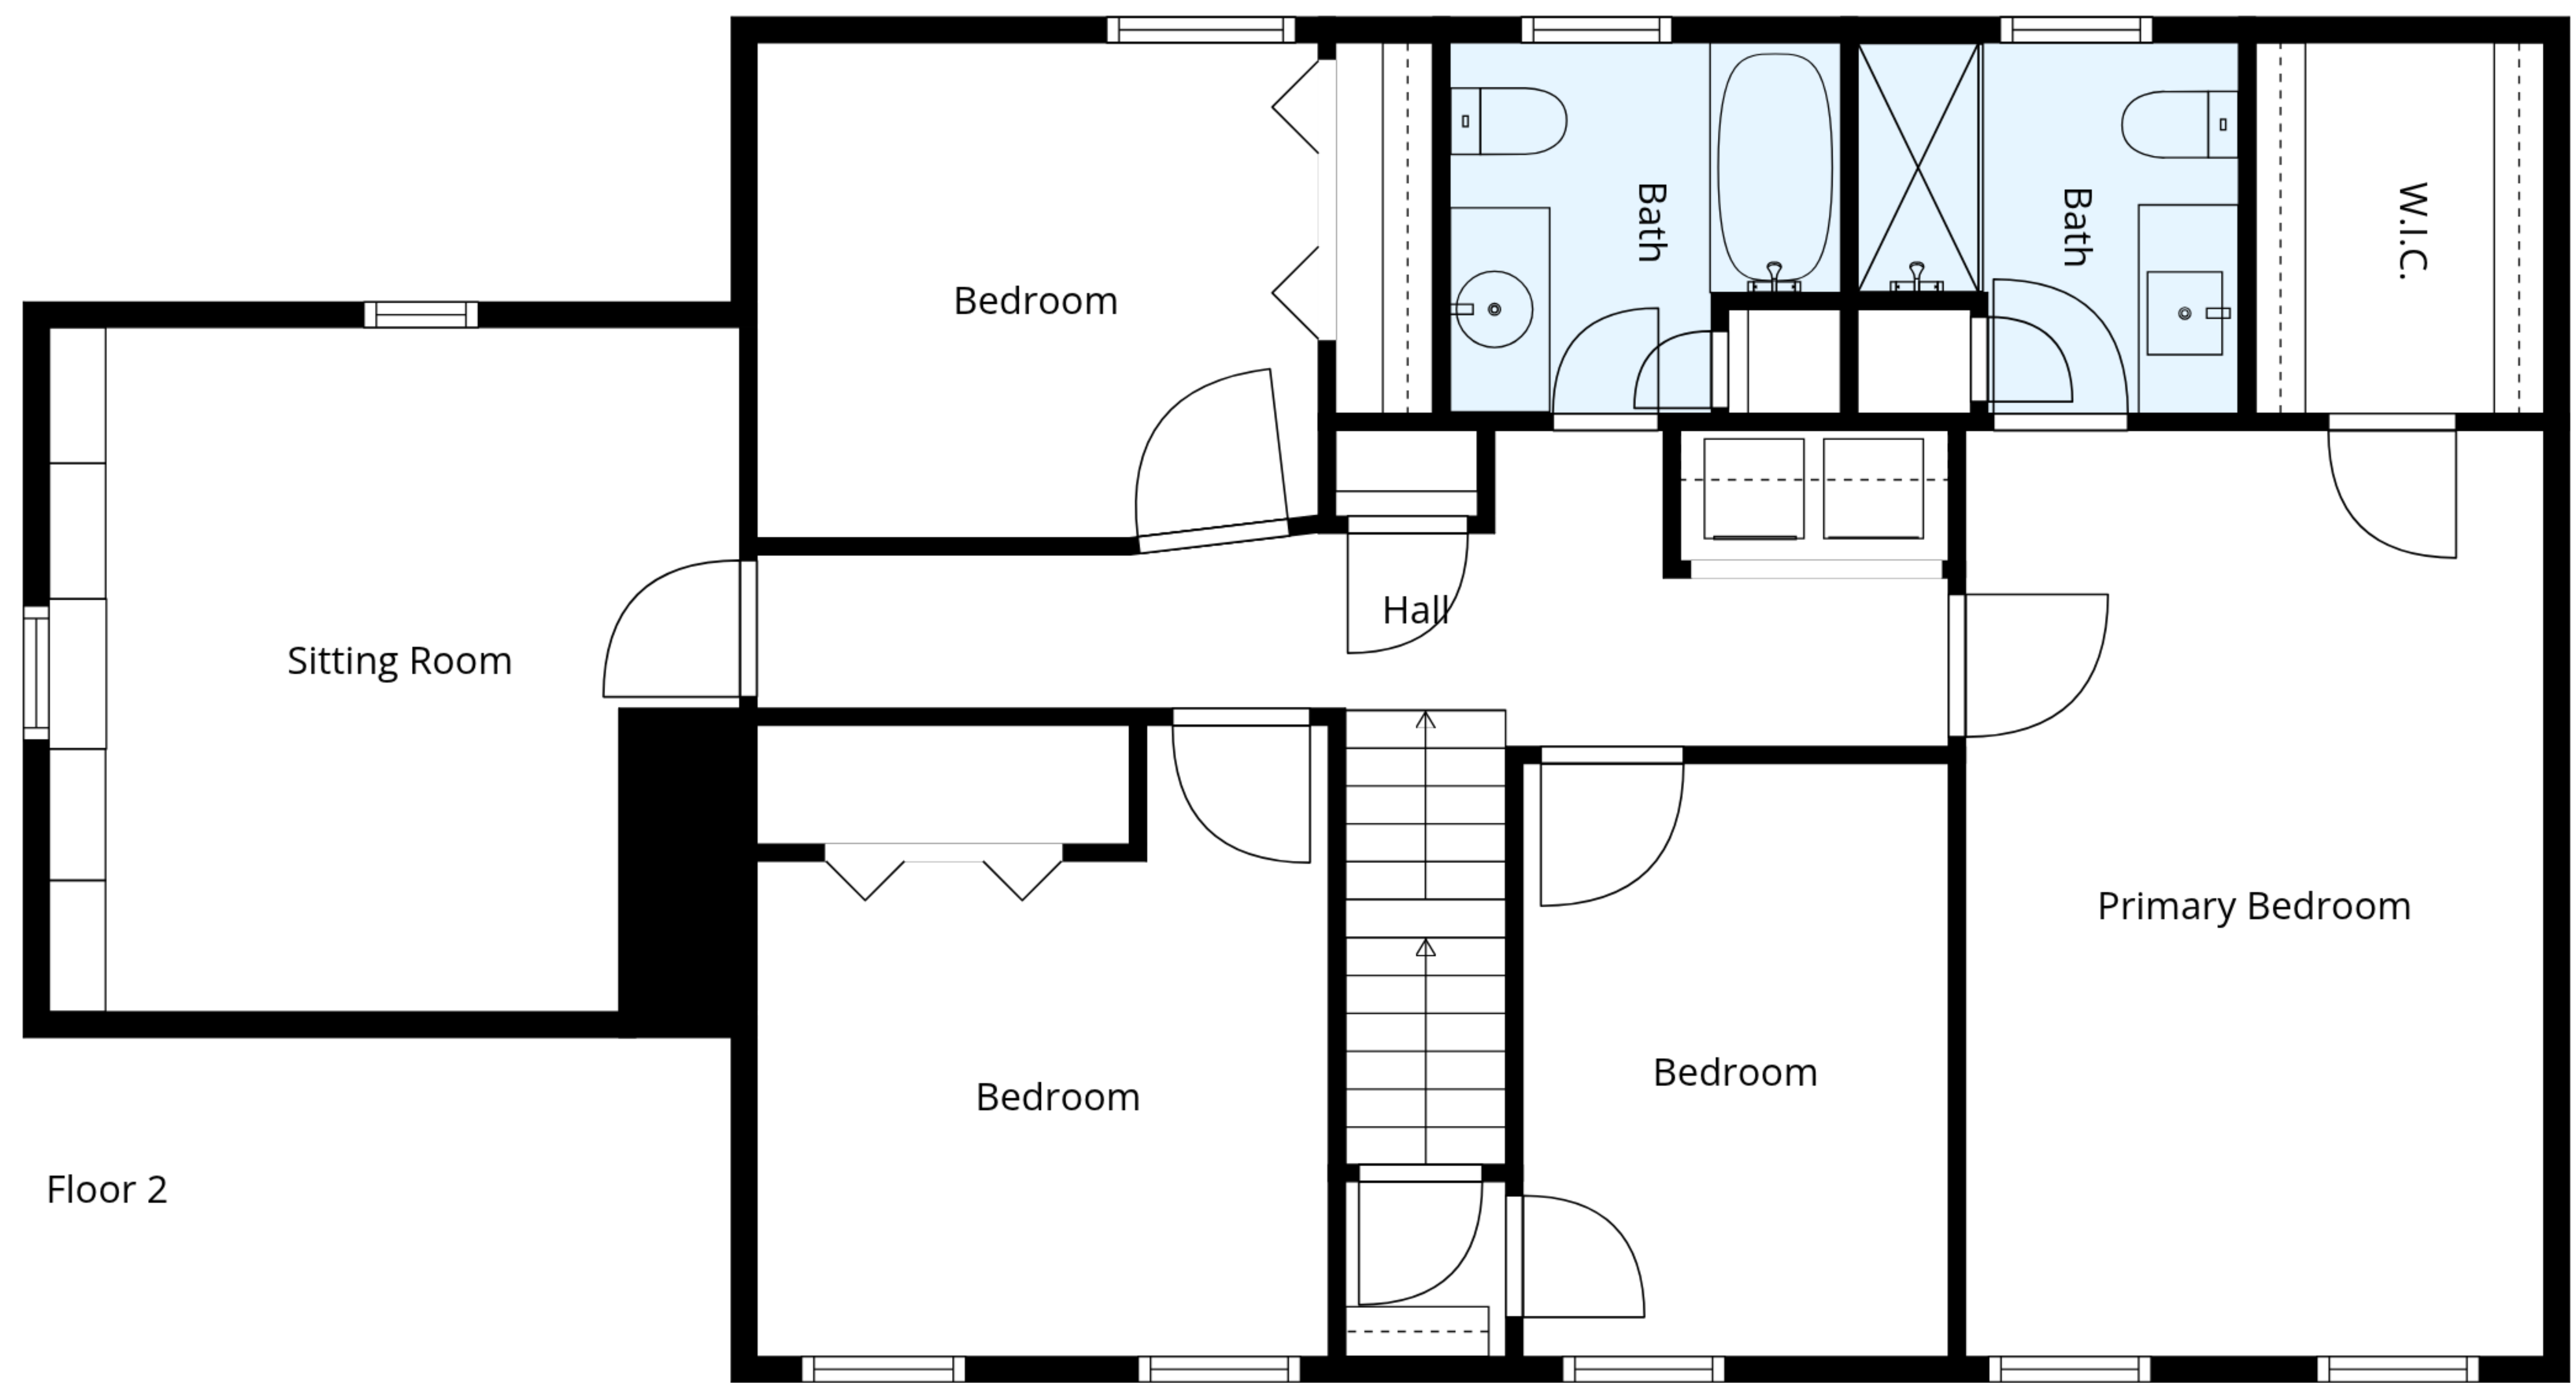 Bath
Bath
W.I.C.
Bedroom
Hall
Sitting Room
Primary Bedroom
Bedroom
Bedroom
Floor 2